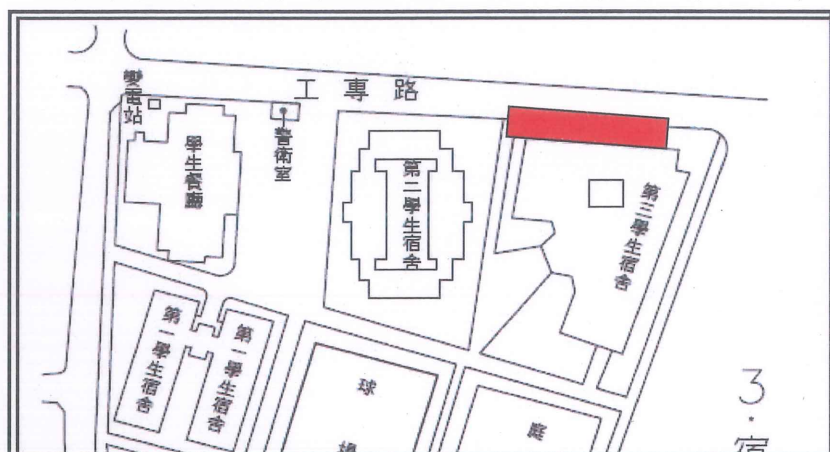 工專路
變電站
警衛室
學生餐廳
第二學生宿舍
第三學生宿舍
第一學生宿舍
第一學生宿舍
球
場
庭
3.宿